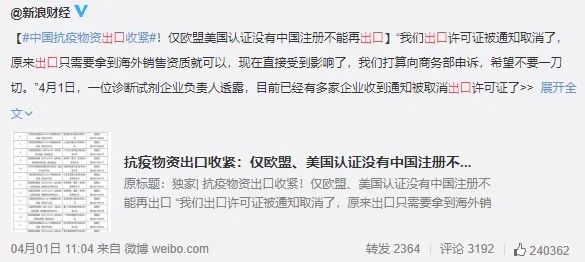 @新浪财经
【#中国抗疫物资出口收紧#！仅欧盟美国认证没有中国注册不能再出口】“我们出口许可证被通知取消了，
原来出口只需要拿到海外销售资质就可以，现在直接受到影响了，我们打算向商务部申诉，希望不要一刀
切。”4月1日，一位诊断试剂企业负责人透露，目前已经有多家企业收到通知被取消出口许可证了>> 展开全
文
抗疫物资出口收紧：仅欧盟、美国认证没有中国注册不...
原标题：独家| 抗疫物资出口收紧！仅欧盟、美国认证没有中国注册不
能再出口 “我们出口许可证被通知取消了，原来出口只需要拿到海外销
04月01日 11:04 来自 微博 weibo.com
转发 2364 评论 3192 240362